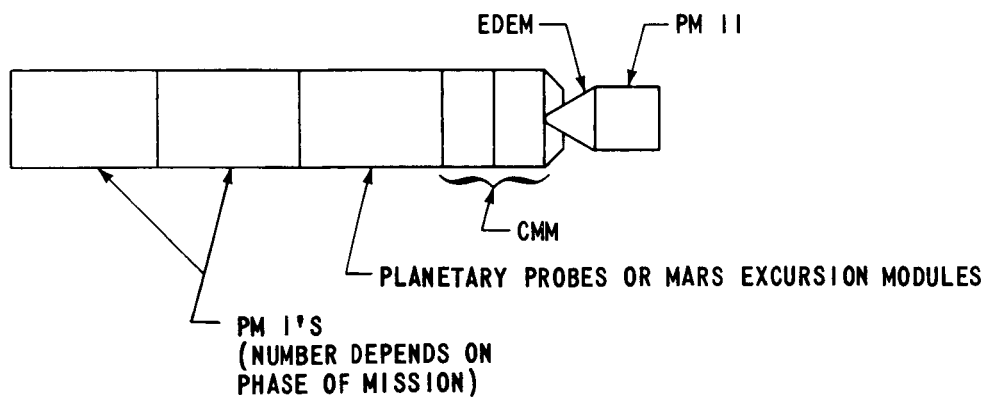 EDEM
PM II
CMM
PLANETARY PROBES OR MARS EXCURSION MODULES
PM I'S
(NUMBER DEPENDS ON
PHASE OF MISSION)